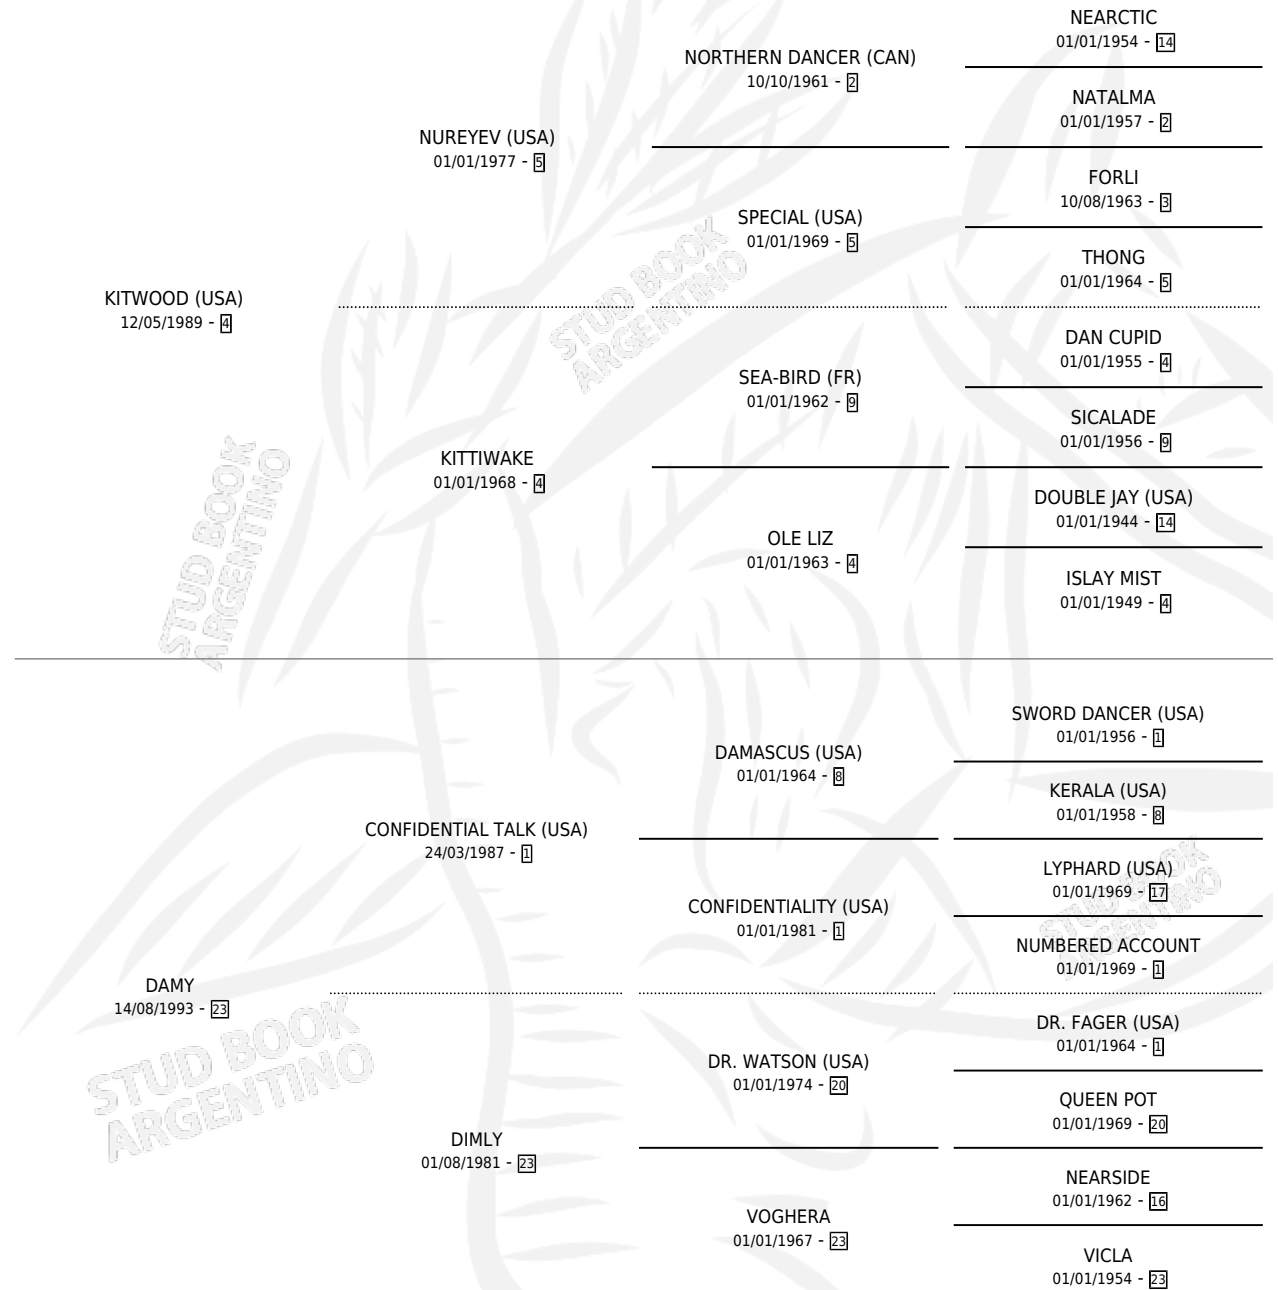 NEARCTIC
01/01/1954 - 14
NORTHERN DANCER (CAN)
10/10/1961 - 2
NATALMA
01/01/1957 - 2
NUREYEV (USA)
01/01/1977 - 5
FORLI
10/08/1963 - 3
SPECIAL (USA)
01/01/1969 - 5
THONG
01/01/1964 - 5
KITWOOD (USA)
12/05/1989 - 4
DAN CUPID
01/01/1955 - 4
SEA-BIRD (FR)
01/01/1962 - 9
SICALADE
01/01/1956 - 9
KITTIWAKE
01/01/1968 - 4
DOUBLE JAY (USA)
01/01/1944 - 14
OLE LIZ
01/01/1963 - 4
ISLAY MIST
01/01/1949 - 4
STUD BOOK
ARGENTINO
STUD BOOK
ARGENTINO
SWORD DANCER (USA)
01/01/1956 - 1
DAMASCUS (USA)
01/01/1964 - 8
KERALA (USA)
01/01/1958 - 8
CONFIDENTIAL TALK (USA)
24/03/1987 - 1
LYPHARD (USA)
01/01/1969 - 17
CONFIDENTIALITY (USA)
01/01/1981 - 1
NUMBERED ACCOUNT
01/01/1969 - 1
DAMY
14/08/1993 - 23
DR. FAGER (USA)
01/01/1964 - 1
DR. WATSON (USA)
01/01/1974 - 20
QUEEN POT
01/01/1969 - 20
DIMLY
01/08/1981 - 23
NEARSIDE
01/01/1962 - 16
VOGHERA
01/01/1967 - 23
VICLA
01/01/1954 - 23
STUD BOOK
ARGENTINO
STUD BOOK
ARGENTINO